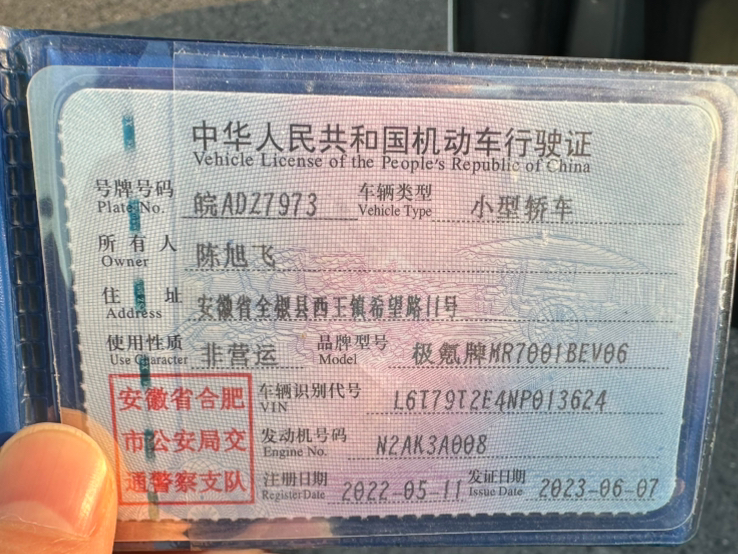 中华人民共和国机动车行驶证
Vehicle License of the People's Republic of China
号牌号码 皖ADZ7973 车辆类型 小型轿车
Plate No. Vehicle Type
所有人 陈旭飞
Owner
住址 安徽省全椒县西王镇希望路11号
Address
使用性质 非营运 品牌型号 极氪牌MR7001BEV06
Use Character Model
安徽省合肥 车辆识别代号 L6T79T2E4NP013624
VIN
市公安局交 发动机号码 N2AK3A008
Engine No.
通警察支队 注册日期 2022-05-11 发证日期 2023-06-07
Register Date Issue Date